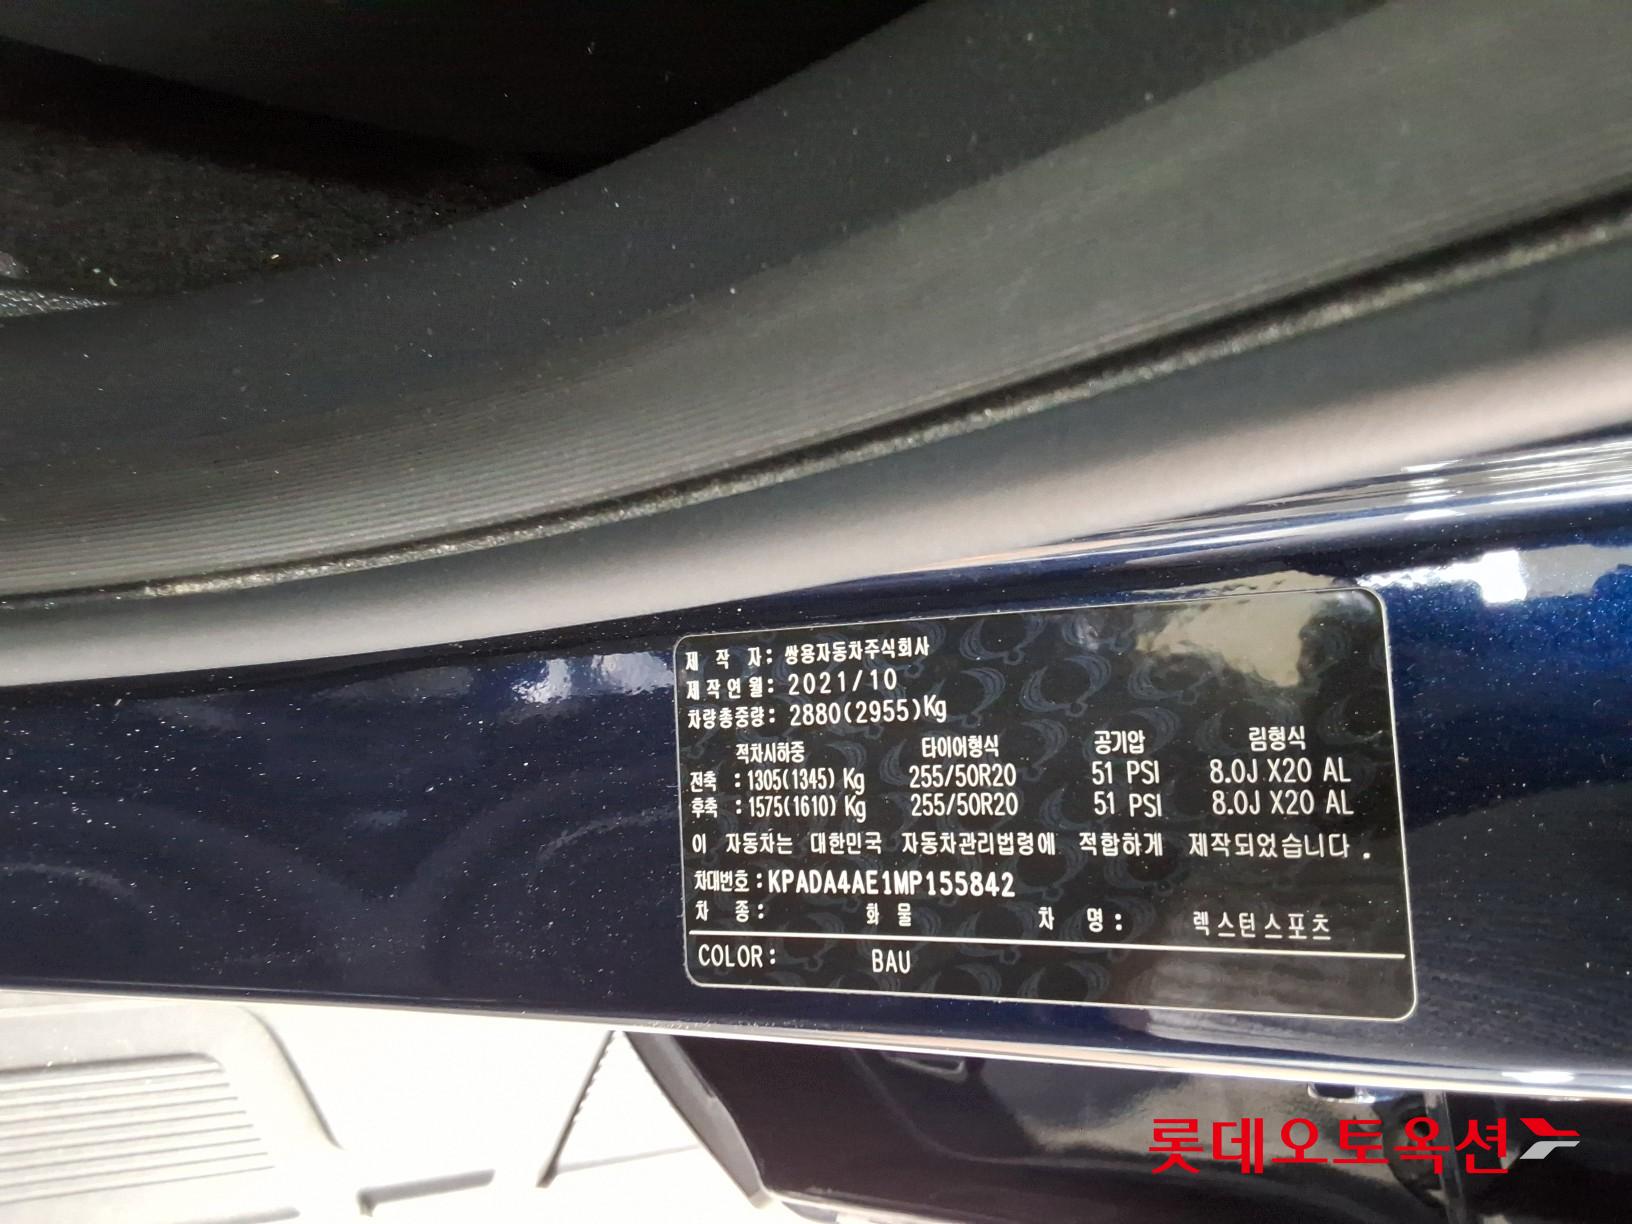 제 작 자: 쌍용자동차주식회사
제작연월: 2021/10
차량총중량: 2880(2955)Kg
적차시하중 타이어형식 공기압 림형식
전축 : 1305(1345) Kg 255/50R20 51 PSI 8.0J X20 AL
후축 : 1575(1610) Kg 255/50R20 51 PSI 8.0J X20 AL
이 자동차는 대한민국 자동차관리법령에 적합하게 제작되었습니다.
차대번호:KPADA4AE1MP155842
차 종: 화 물 차 명: 렉스턴스포츠
COLOR: BAU
롯데오토옥션